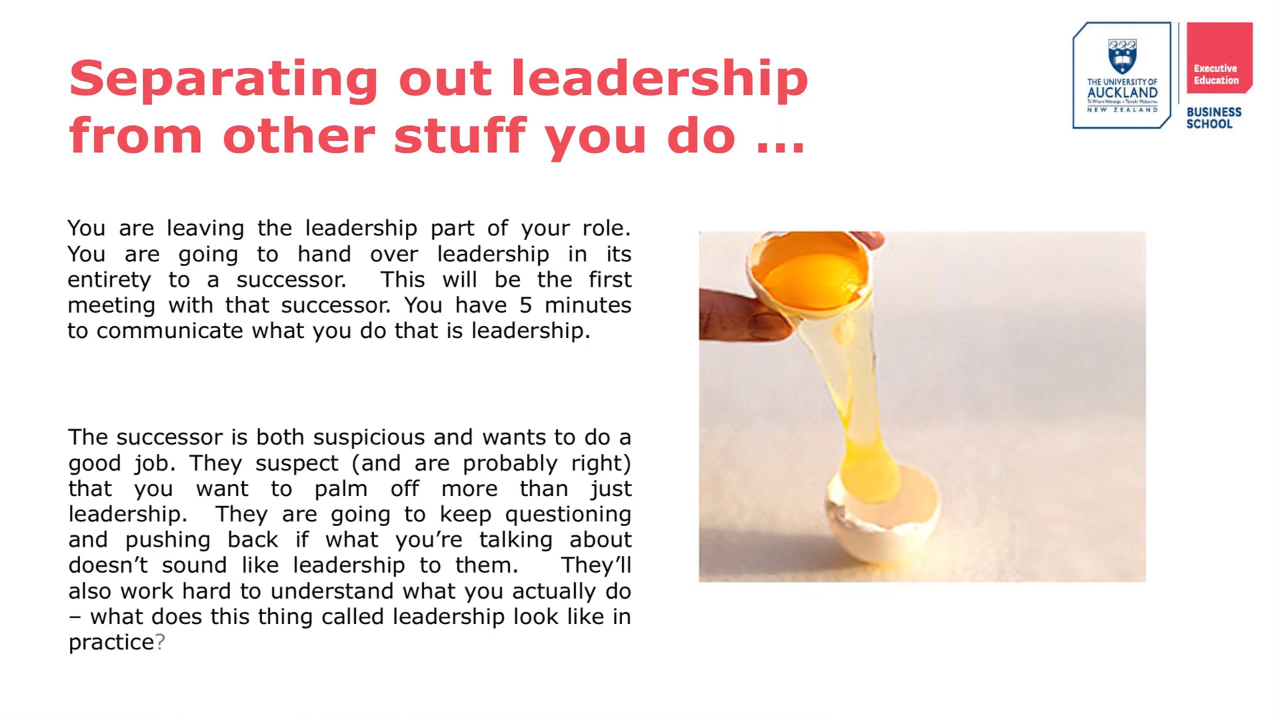 Separating out leadership
from other stuff you do ...
THE UNIVERSITY OF
AUCKLAND
Te Whare Wānanga o Tāmaki Makaurau
NEW ZEALAND
Executive
Education
BUSINESS
SCHOOL
You are leaving the leadership part of your role.
You are going to hand over leadership in its
entirety to a successor. This will be the first
meeting with that successor. You have 5 minutes
to communicate what you do that is leadership.
The successor is both suspicious and wants to do a
good job. They suspect (and are probably right)
that you want to palm off more than just
leadership. They are going to keep questioning
and pushing back if what you’re talking about
doesn’t sound like leadership to them. They’ll
also work hard to understand what you actually do
– what does this thing called leadership look like in
practice?